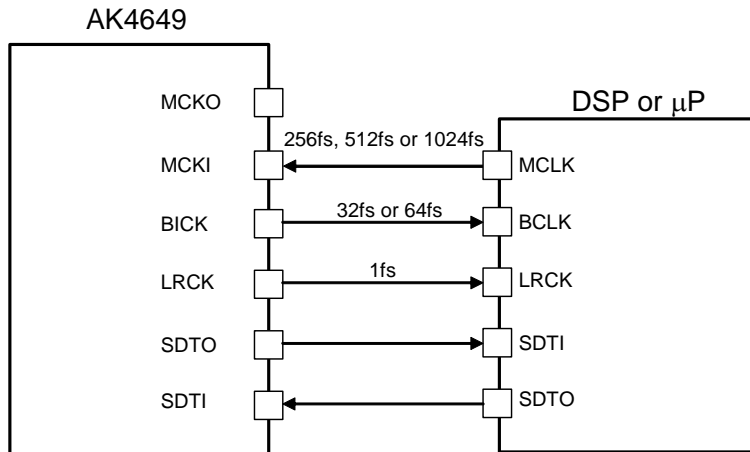 AK4649
DSP or μP
MCKO
256fs, 512fs or 1024fs
MCKI
MCLK
32fs or 64fs
BICK
BCLK
1fs
LRCK
LRCK
SDTO
SDTI
SDTI
SDTO